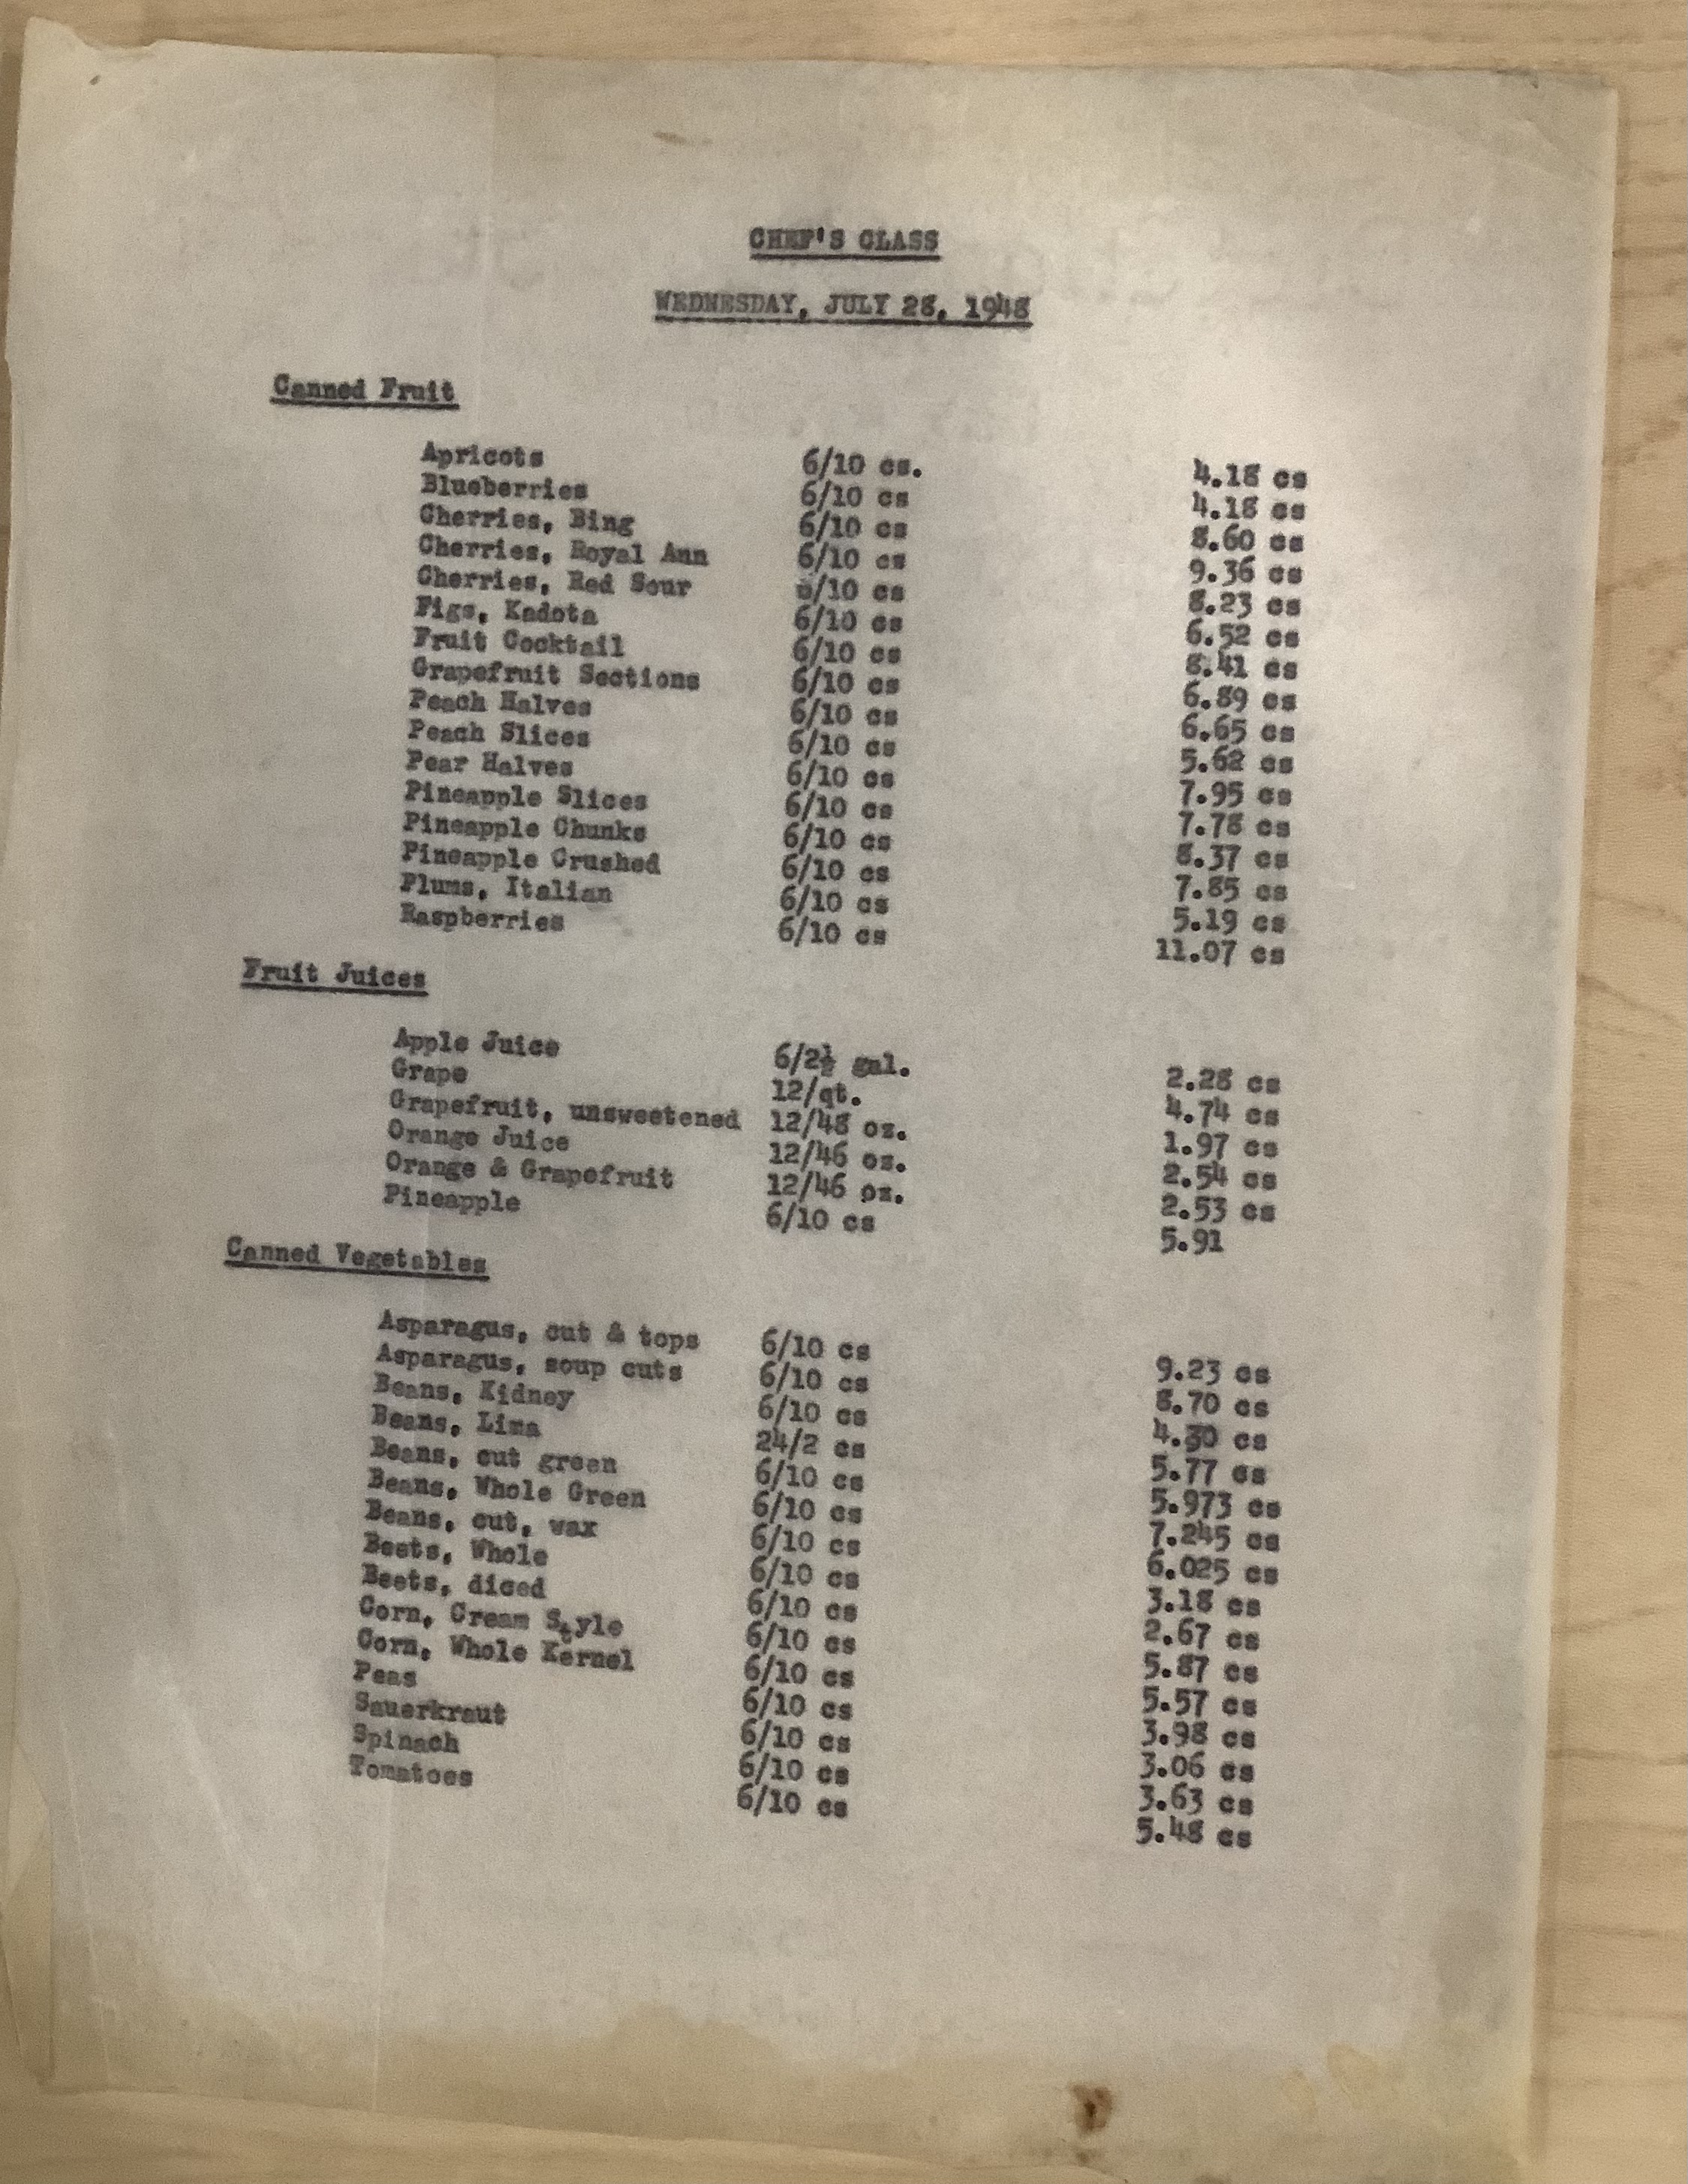 CHEF'S CLASS
WEDNESDAY, JULY 28, 1948
Canned Fruit
Apricots 6/10 cs. 4.18 cs
Blueberries 6/10 cs 4.18 cs
Cherries, Bing 6/10 cs 8.60 cs
Cherries, Royal Ann 6/10 cs 9.36 cs
Cherries, Red Sour 6/10 cs 8.23 cs
Figs, Kadota 6/10 cs 6.52 cs
Fruit Cocktail 6/10 cs 8.41 cs
Grapefruit Sections 6/10 cs 6.89 cs
Peach Halves 6/10 cs 6.65 cs
Peach Slices 6/10 cs 5.62 cs
Pear Halves 6/10 cs 7.95 cs
Pineapple Slices 6/10 cs 7.78 cs
Pineapple Chunks 6/10 cs 8.37 cs
Pineapple Crushed 6/10 cs 7.85 cs
Plums, Italian 6/10 cs 5.19 cs
Raspberries 6/10 cs 11.07 cs
Fruit Juices
Apple Juice 6/2½ gal. 2.28 cs
Grape 12/qt. 4.74 cs
Grapefruit, unsweetened 12/48 oz. 1.97 cs
Orange Juice 12/46 oz. 2.54 cs
Orange & Grapefruit 12/46 oz. 2.53 cs
Pineapple 6/10 cs 5.91
Canned Vegetables
Asparagus, cut & tops 6/10 cs 9.23 cs
Asparagus, soup cuts 6/10 cs 8.70 cs
Beans, Kidney 6/10 cs 4.30 cs
Beans, Lima 24/2 cs 5.77 cs
Beans, cut green 6/10 cs 5.973 cs
Beans, Whole Green 6/10 cs 7.245 cs
Beans, cut, wax 6/10 cs 6.025 cs
Beets, Whole 6/10 cs 3.18 cs
Beets, diced 6/10 cs 2.67 cs
Corn, Cream Style 6/10 cs 5.87 cs
Corn, Whole Kernel 6/10 cs 5.57 cs
Peas 6/10 cs 3.98 cs
Sauerkraut 6/10 cs 3.06 cs
Spinach 6/10 cs 3.63 cs
Tomatoes 6/10 cs 5.48 cs